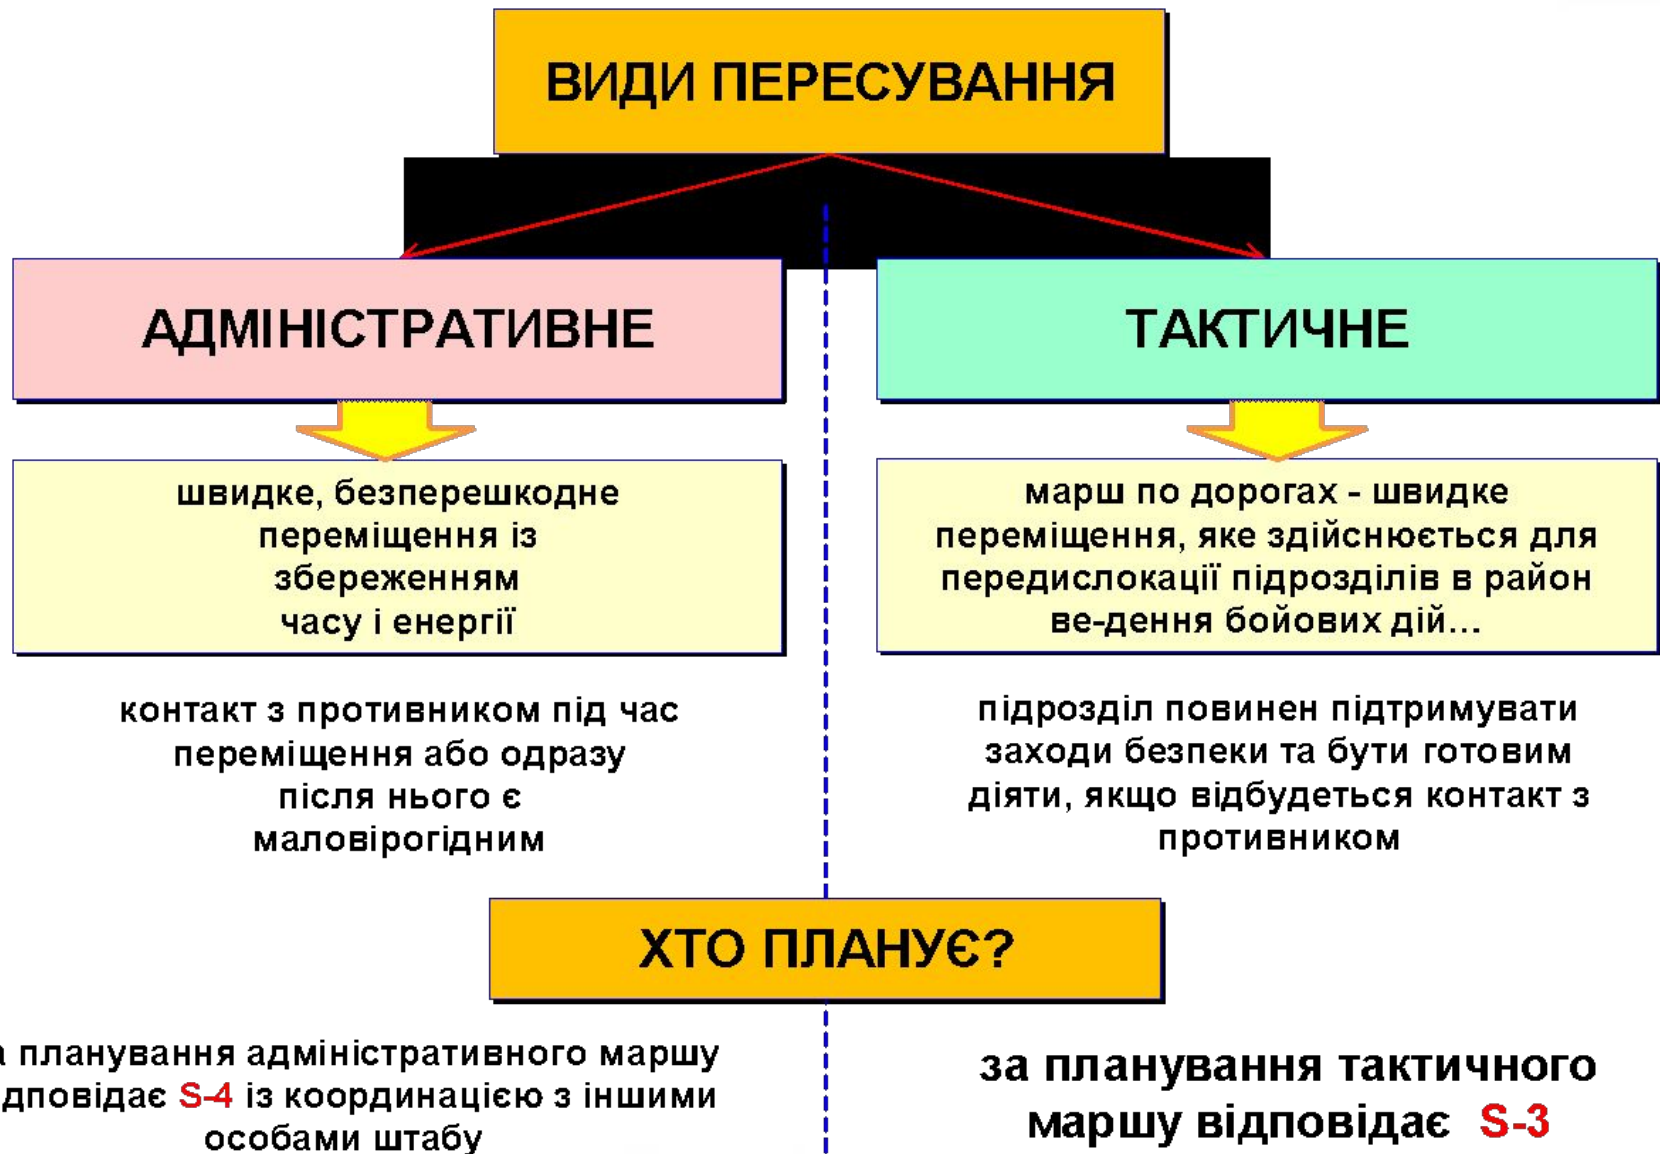 ВИДИ ПЕРЕСУВАННЯ
АДМІНІСТРАТИВНЕ
швидке, безперешкодне
переміщення із
збереженням
часу і енергії
контакт з противником під час
переміщення або одразу
після нього є
маловірогідним
ТАКТИЧНЕ
марш по дорогах - швидке
переміщення, яке здійснюється для
передислокації підрозділів в район
ве-дення бойових дій...
підрозділ повинен підтримувати
заходи безпеки та бути готовим
діяти, якщо відбудеться контакт з
противником
ХТО ПЛАНУЄ?
а планування адміністративного маршу
дповідає S-4 із координацією з іншими
особами штабу
за планування тактичного
маршу відповідає S-3